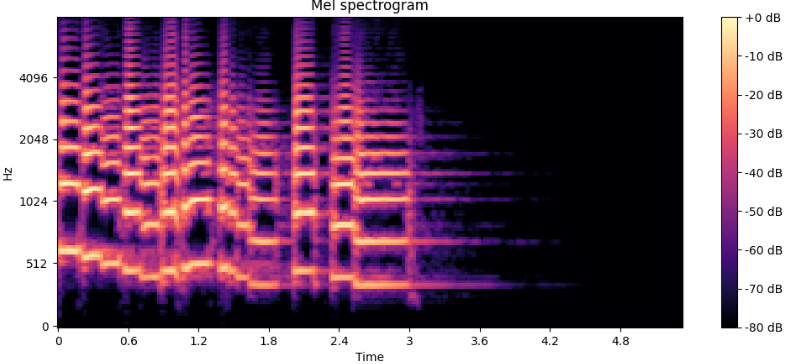 Mel spectrogram
+0 dB
4096
-10 dB
-20 dB
2048
-30 dB
Hz
1024
-40 dB
-50 dB
512
-60 dB
-70 dB
0
-80 dB
0 0.6 1.2 1.8 2.4 3 3.6 4.2 4.8
Time